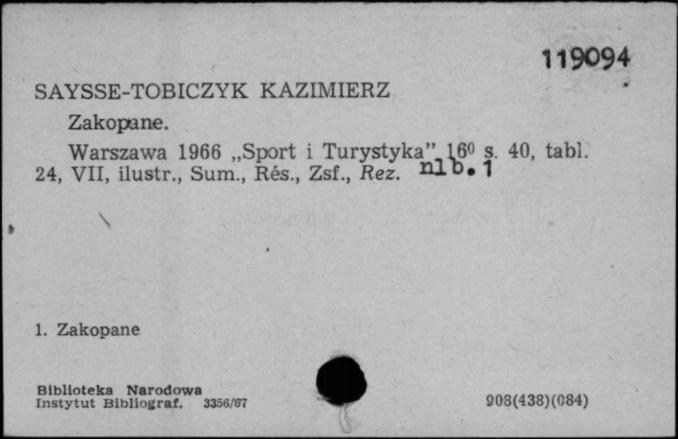 119094
SAYSSE-TOBICZYK KAZIMIERZ
Zakopane.
Warszawa 1966 „Sport i Turystyka” 16⁰ s. 40, tabl.
24, VII, ilustr., Sum., Rés., Zsf., Rez. nlb. 1
1. Zakopane
Biblioteka Narodowa
Instytut Bibliograf. 3356/67
908(438)(084)